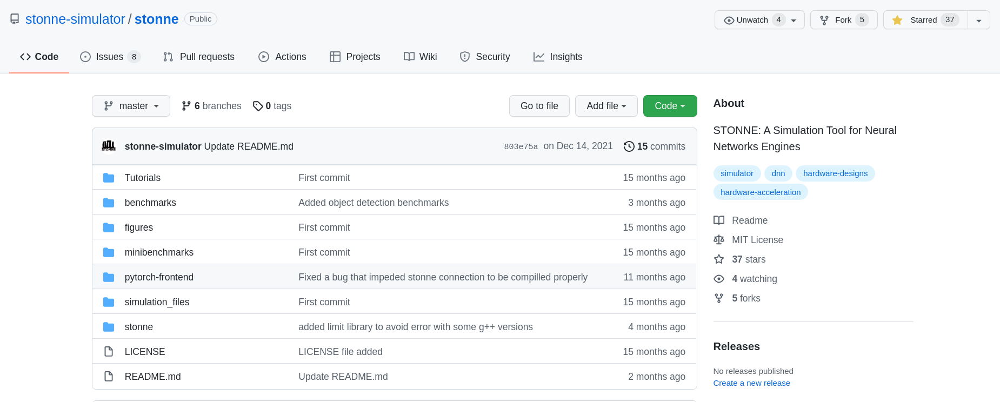 stonne-simulator / stonne Public Unwatch 4 Fork 5 Starred 37
Code Issues 8 Pull requests Actions Projects Wiki Security Insights
master 6 branches 0 tags Go to file Add file Code
STONNE stonne-simulator Update README.md 803e75a on Dec 14, 2021 15 commits
Tutorials First commit 15 months ago
benchmarks Added object detection benchmarks 3 months ago
figures First commit 15 months ago
minibenchmarks First commit 15 months ago
pytorch-frontend Fixed a bug that impeded stonne connection to be compilled properly 11 months ago
simulation_files First commit 15 months ago
stonne added limit library to avoid error with some g++ versions 4 months ago
LICENSE LICENSE file added 15 months ago
README.md Update README.md 2 months ago
About
STONNE: A Simulation Tool for Neural
Networks Engines
simulator dnn hardware-designs
hardware-acceleration
Readme
MIT License
37 stars
4 watching
5 forks
Releases
No releases published
Create a new release